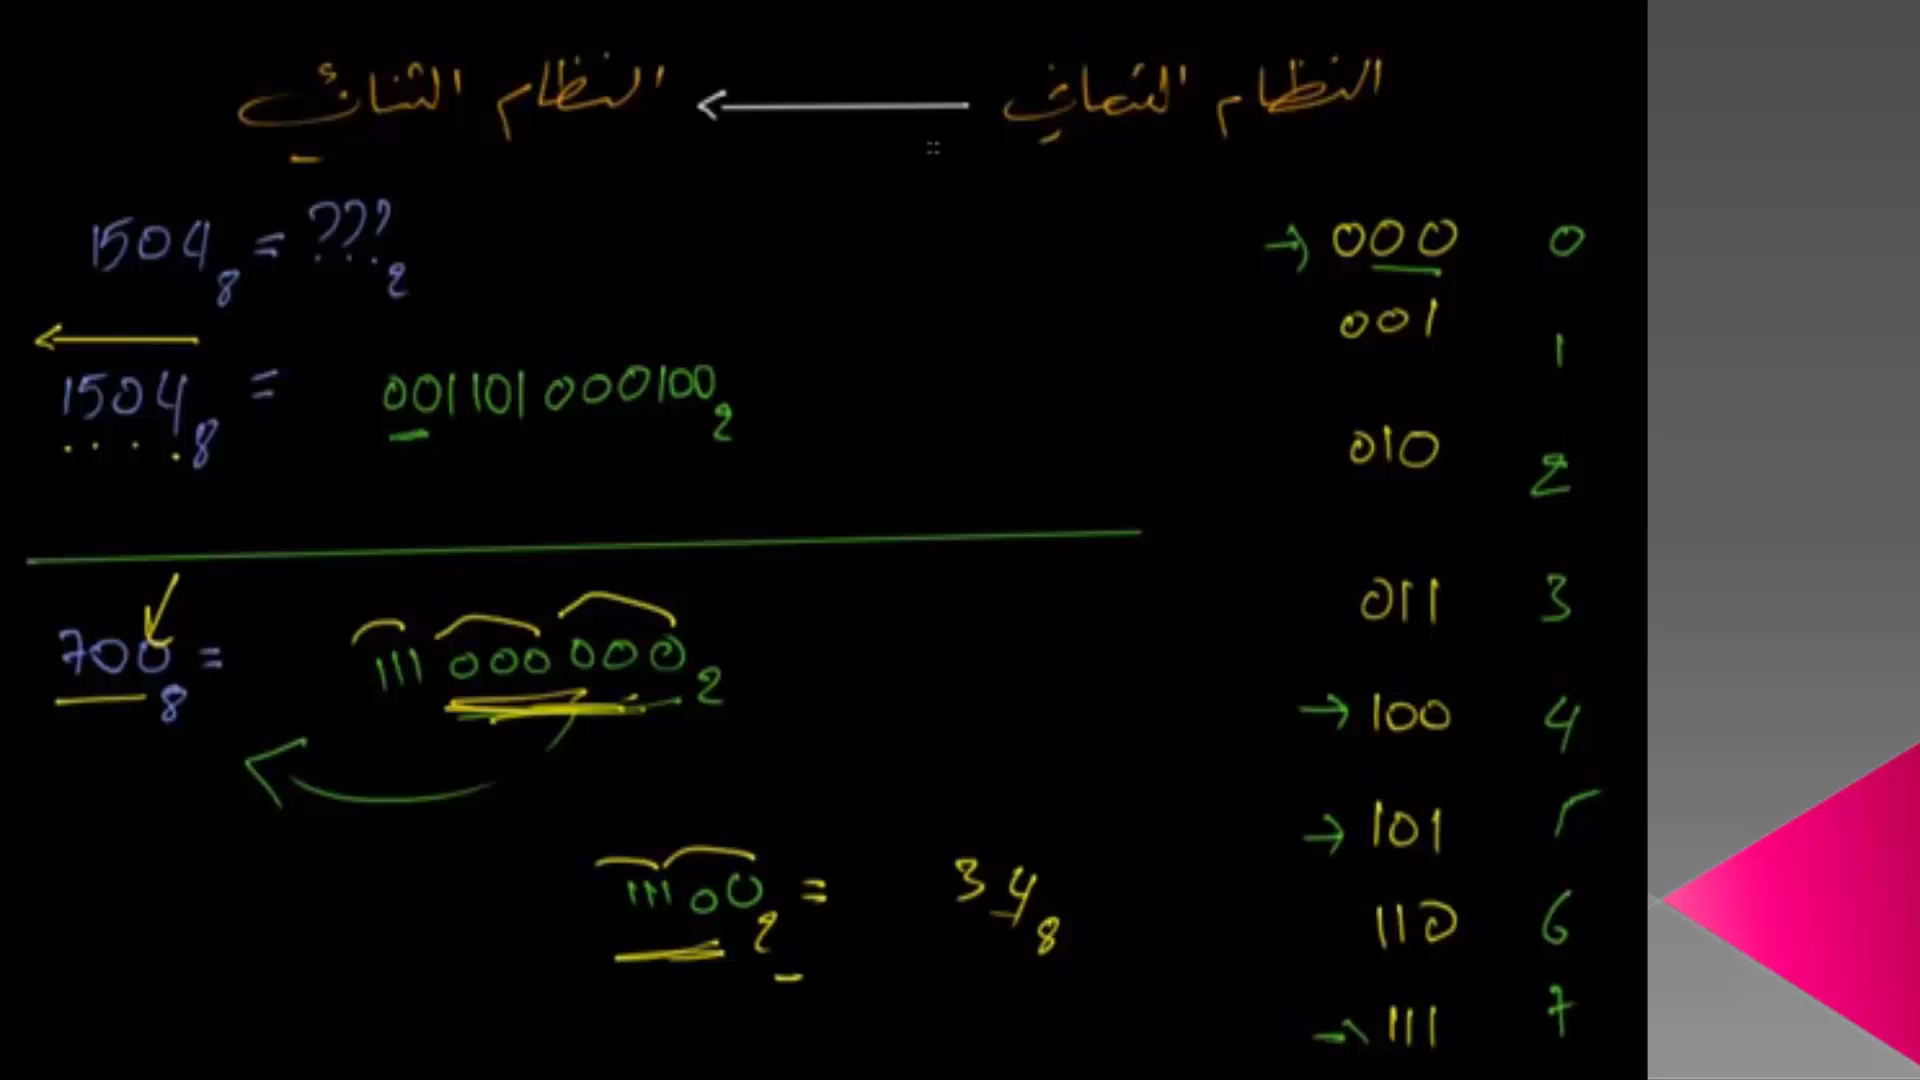 النظام الثماني ← النظام الثنائي
1504₈ = ???₂
1504₈ = 001101000100₂
700₈ = 111000000₂
11100₂ = 34₈
000 0
001 1
010 2
011 3
→ 100 4
→ 101 5
110 6
→ 111 7